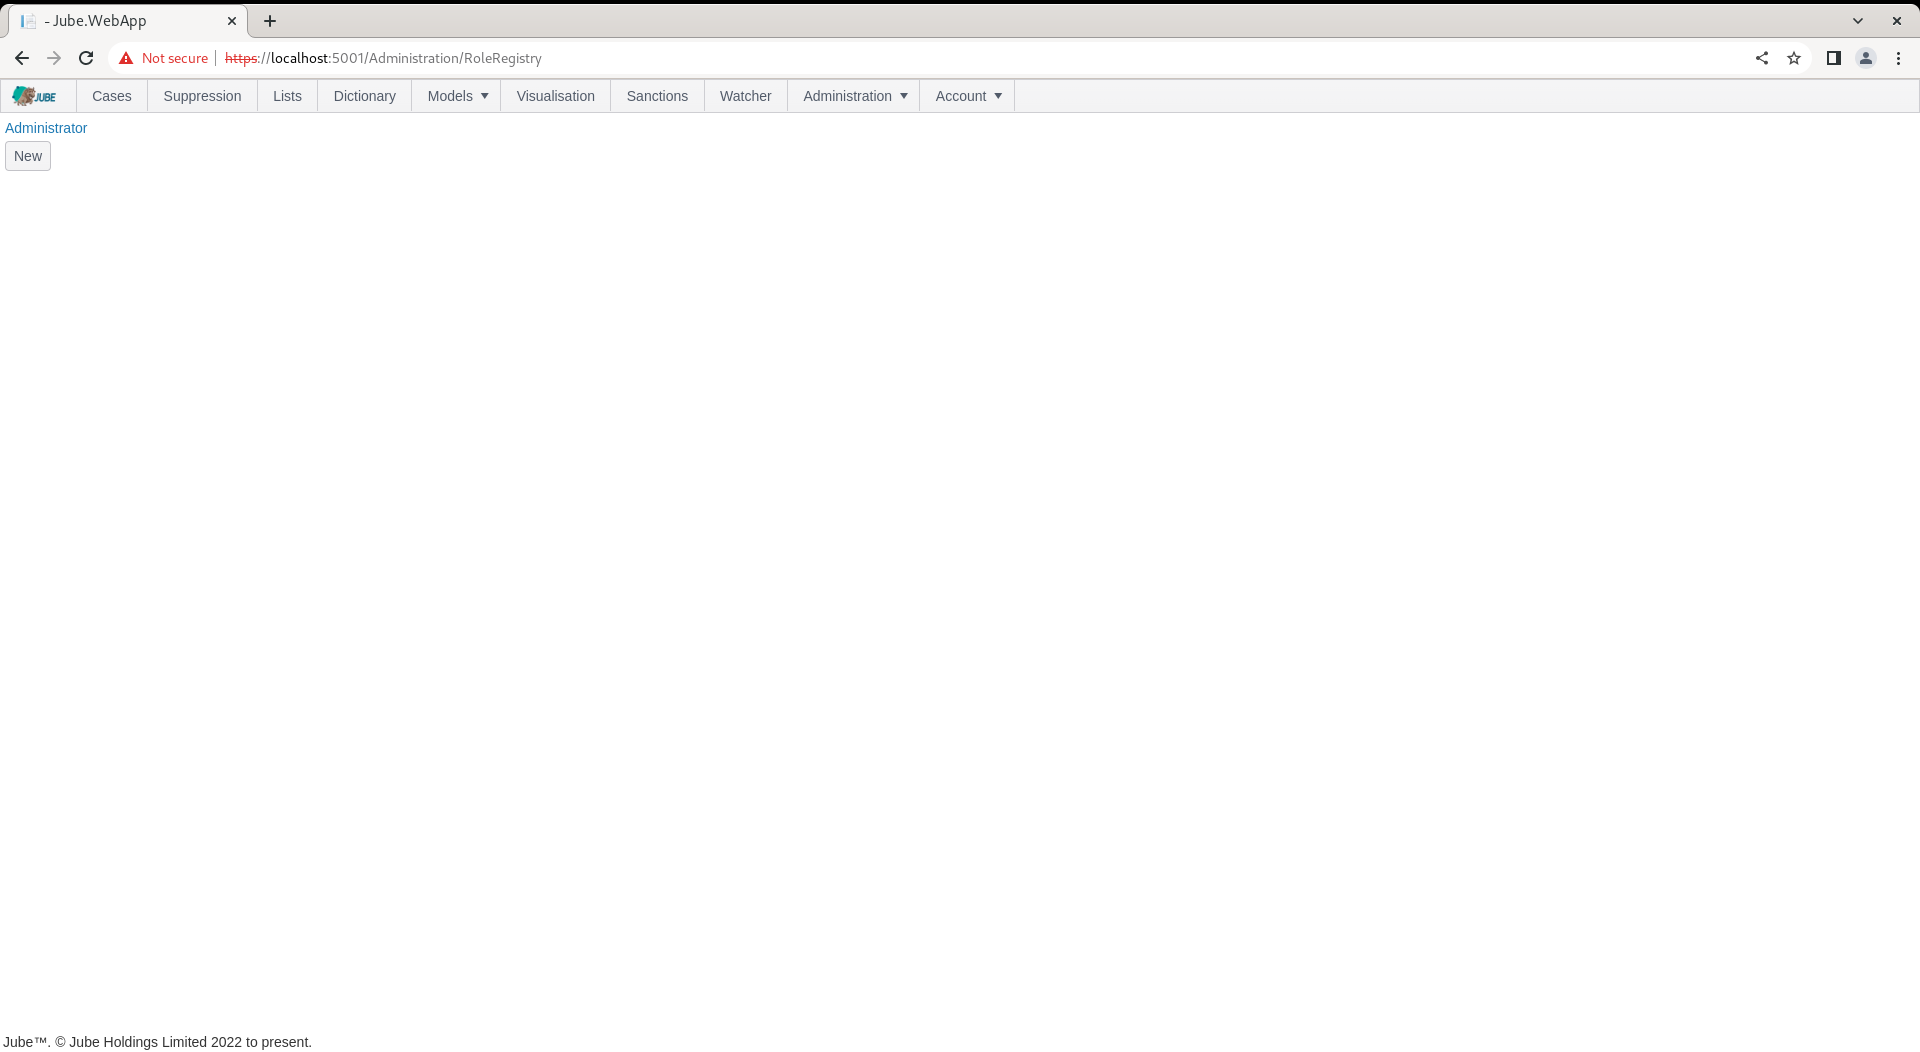 - Jube.WebApp
Not secure https://localhost:5001/Administration/RoleRegistry
JUBE Cases Suppression Lists Dictionary Models Visualisation Sanctions Watcher Administration Account
Administrator
New
Jube™. © Jube Holdings Limited 2022 to present.